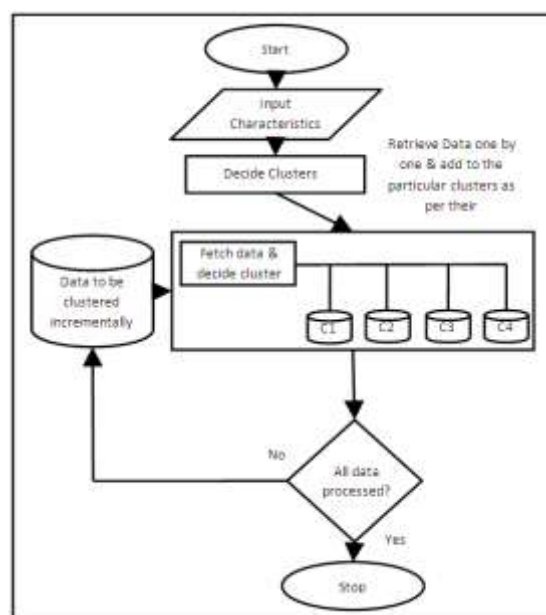 Start
Input
Characteristics
Decide Clusters
Retrieve Data one by
one & add to the
particular clusters as
per their
Fetch data &
decide cluster
Data to be
clustered
incrementally
C1
C2
C3
C4
No
All data
processed?
Yes
Stop